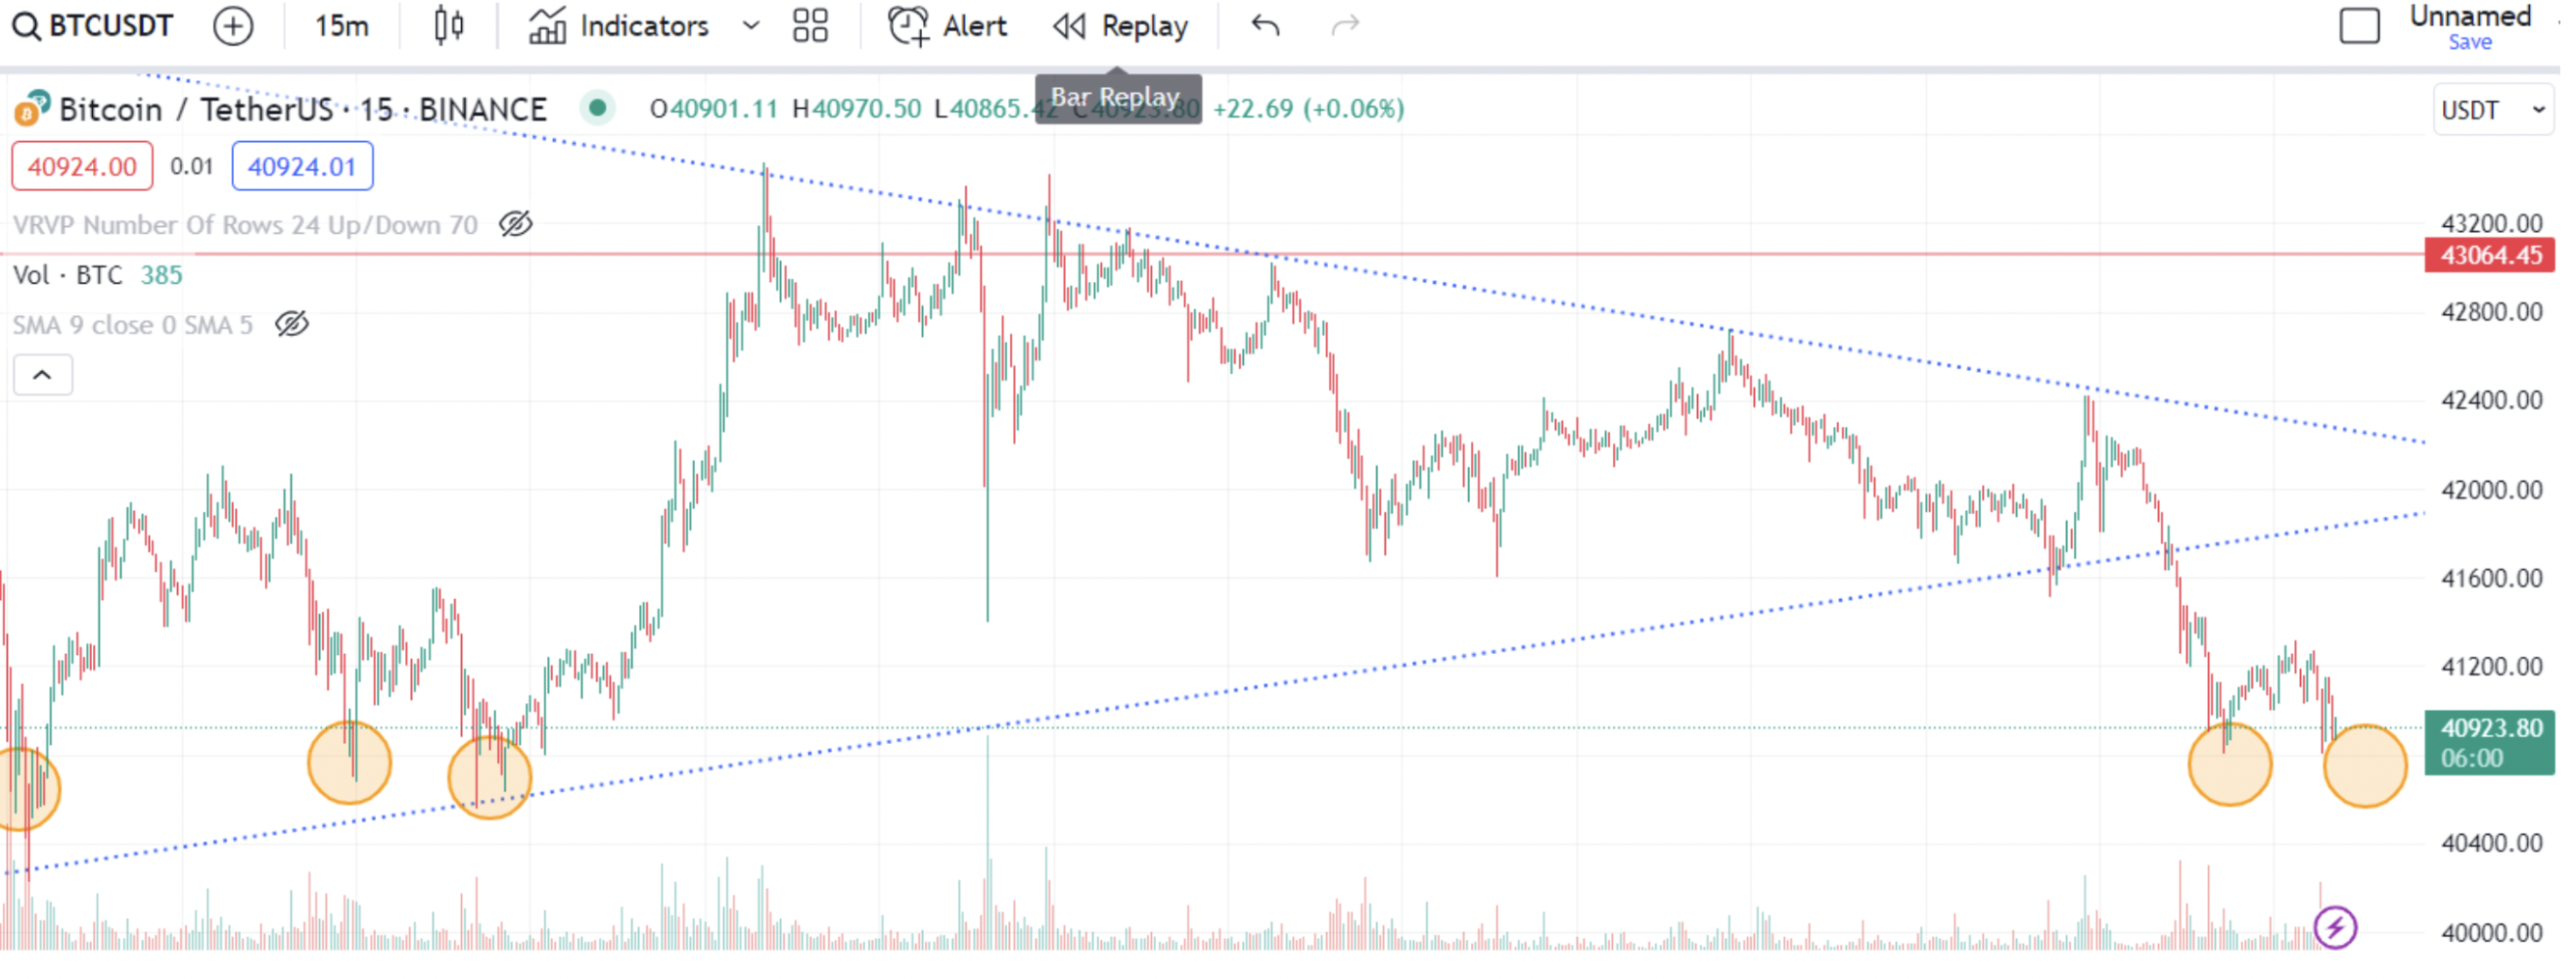 BTCUSDT 15m Indicators Alert Replay Unnamed
Save
Bar Replay
Bitcoin / TetherUS · 15 · BINANCE O40901.11 H40970.50 L40865.42 C40923.80 +22.69 (+0.06%) USDT
40924.00 0.01 40924.01
VRVP Number Of Rows 24 Up/Down 70
Vol · BTC 385
SMA 9 close 0 SMA 5
43200.00
43064.45
42800.00
42400.00
42000.00
41600.00
41200.00
40923.80
06:00
40400.00
40000.00